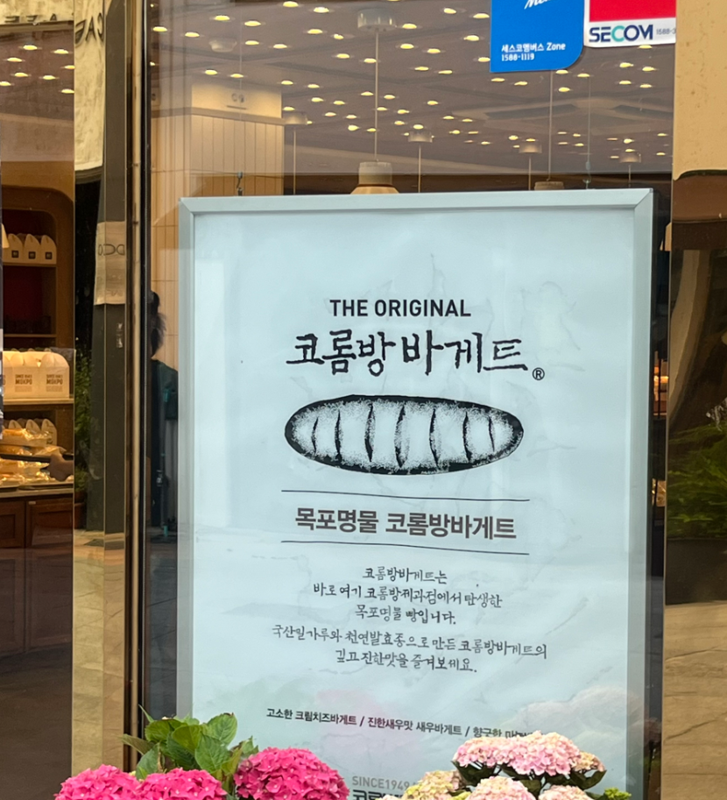 세스코멤버스 Zone
1588-1119
SECOM
THE ORIGINAL
코롬방 바게트®
목포명물 코롬방바게트
코롬방바게트는
바로 여기 코롬방제과점에서 탄생한
목포명물 빵입니다.
국산밀가루와 천연발효종으로 만든 코롬방바게트의
깊고 진한맛을 즐겨보세요.
고소한 크림치즈바게트 / 진한새우맛 새우바게트 / 향긋한
SINCE1949